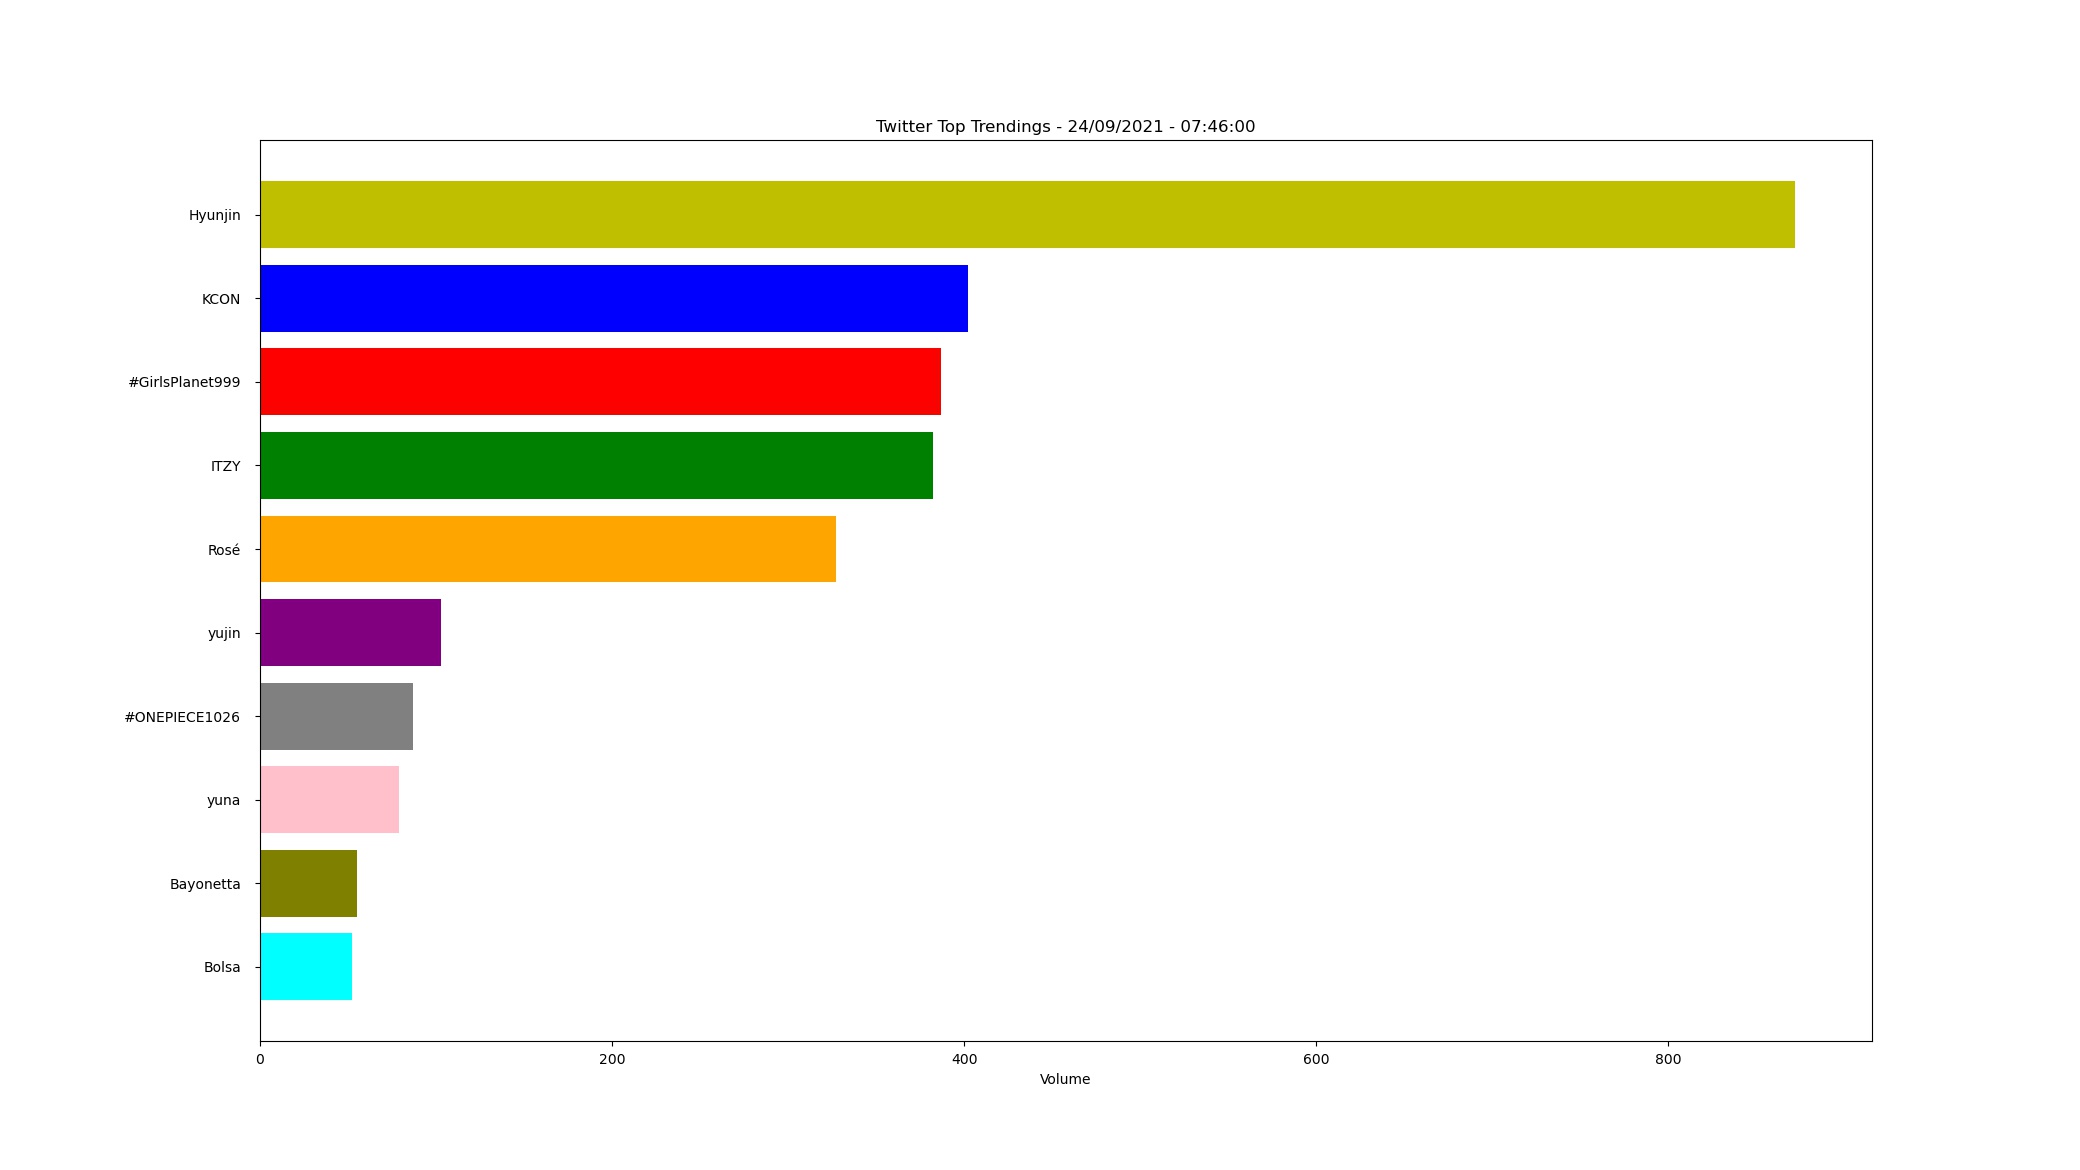 Twitter Top Trendings - 24/09/2021 - 07:46:00
Hyunjin
KCON
#GirlsPlanet999
ITZY
Rosé
yujin
#ONEPIECE1026
yuna
Bayonetta
Bolsa
0 200 400 600 800
Volume